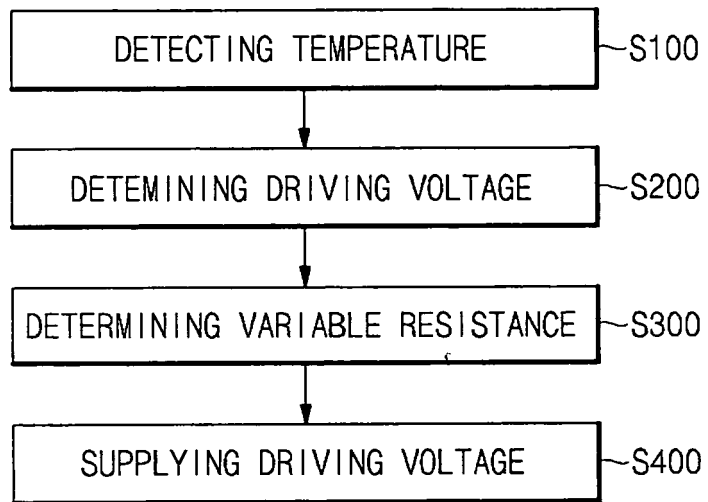 DETECTING TEMPERATURE ~S100
DETEMINING DRIVING VOLTAGE ~S200
DETERMINING VARIABLE RESISTANCE ~S300
SUPPLYING DRIVING VOLTAGE ~S400